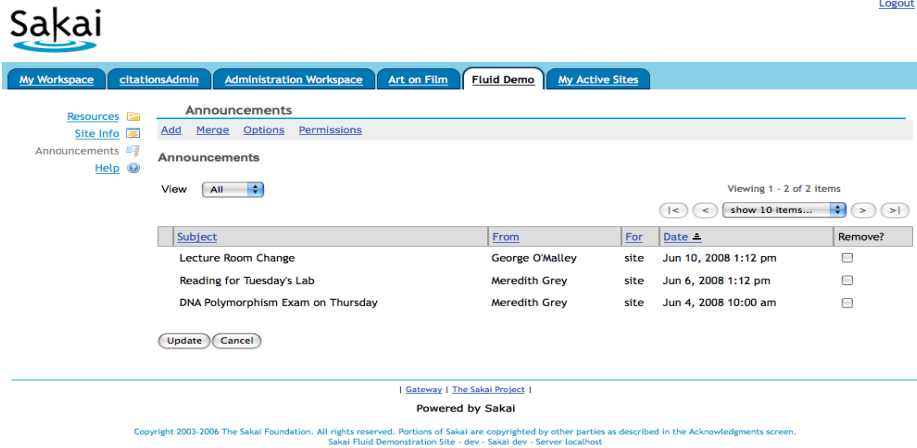 Logout
Sakai
My Workspace citationsAdmin Administration Workspace Art on Film Fluid Demo My Active Sites
Resources
Site Info
Announcements
Help
Announcements
Add Merge Options Permissions
Announcements
View All
Viewing 1 - 2 of 2 items
|< < show 10 items... > >|
Subject From For Date Remove?
Lecture Room Change George O'Malley site Jun 10, 2008 1:12 pm
Reading for Tuesday's Lab Meredith Grey site Jun 6, 2008 1:12 pm
DNA Polymorphism Exam on Thursday Meredith Grey site Jun 4, 2008 10:00 am
Update Cancel
| Gateway | The Sakai Project |
Powered by Sakai
Copyright 2003-2006 The Sakai Foundation. All rights reserved. Portions of Sakai are copyrighted by other parties as described in the Acknowledgments screen.
Sakai Fluid Demonstration Site - dev - Sakai dev - Server localhost